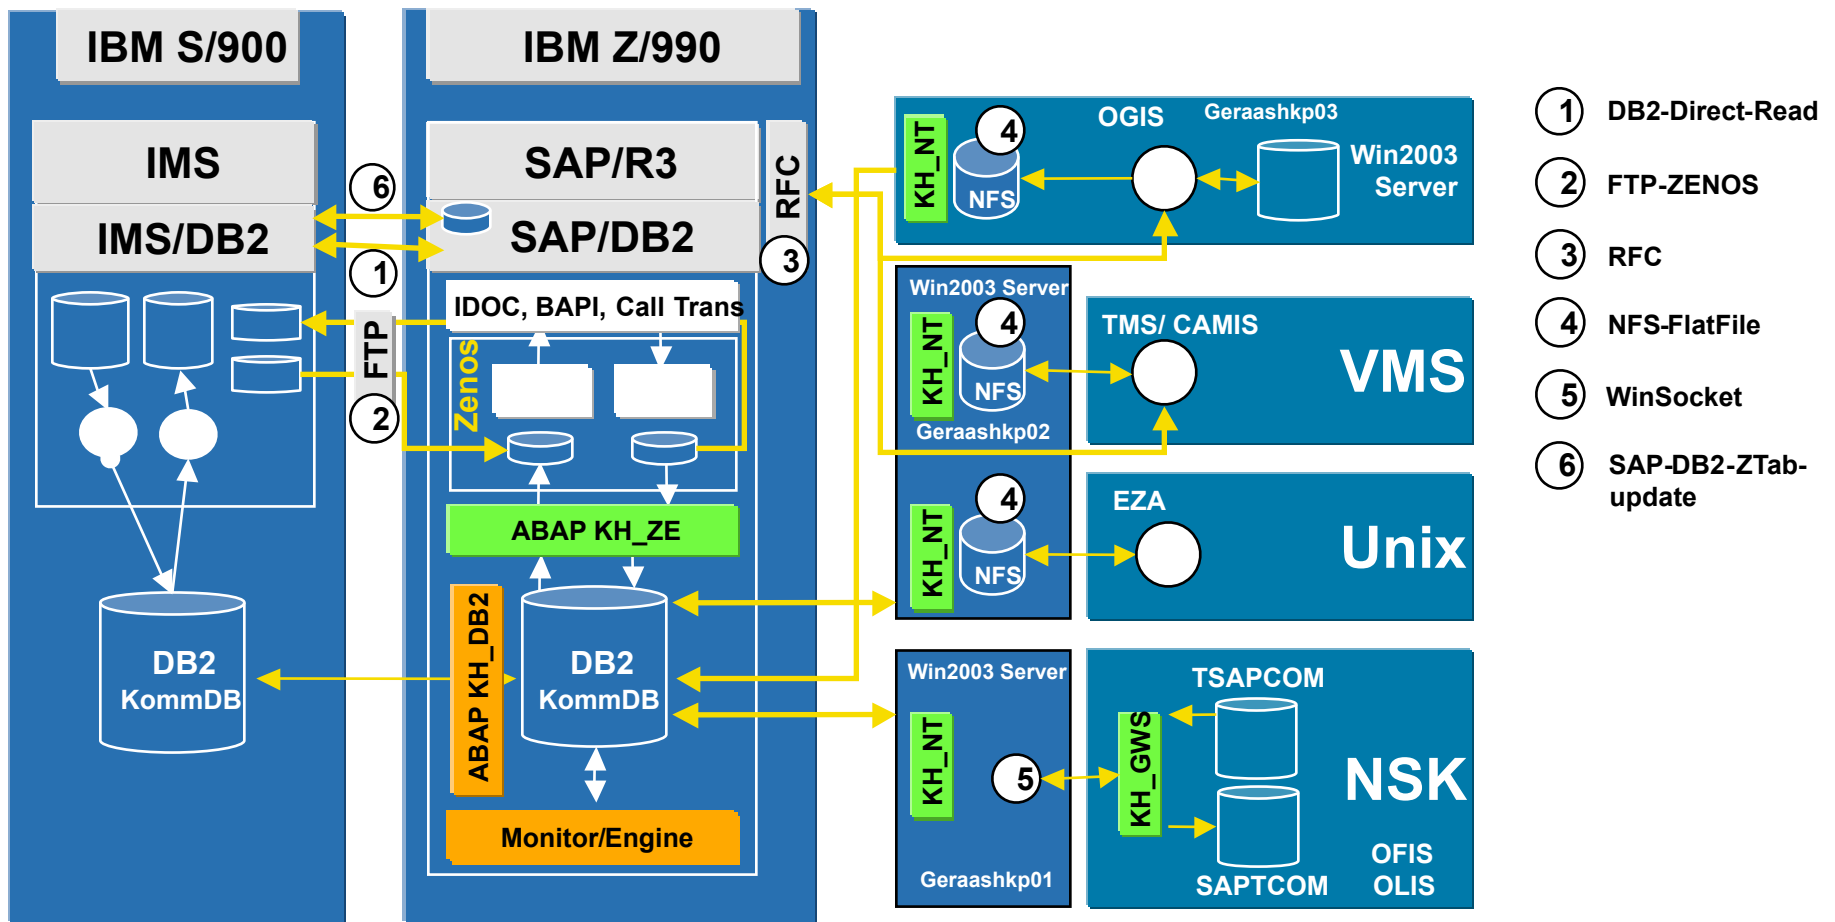 IBM S/900
IMS
IMS/DB2
DB2
KommDB
6
1
FTP
2
IBM Z/990
SAP/R3
SAP/DB2
RFC
3
IDOC, BAPI, Call Trans
Zenos
ABAP KH_ZE
ABAP KH_DB2
DB2
KommDB
Monitor/Engine
KH_NT
4
NFS
OGIS
Geraashkp03
Win2003
Server
Win2003 Server
KH_NT
4
NFS
Geraashkp02
TMS/ CAMIS
VMS
KH_NT
4
NFS
EZA
Unix
Win2003 Server
KH_NT
5
Geraashkp01
TSAPCOM
KH_GWS
NSK
SAPTCOM
OFIS
OLIS
1 DB2-Direct-Read
2 FTP-ZENOS
3 RFC
4 NFS-FlatFile
5 WinSocket
6 SAP-DB2-ZTab-
update